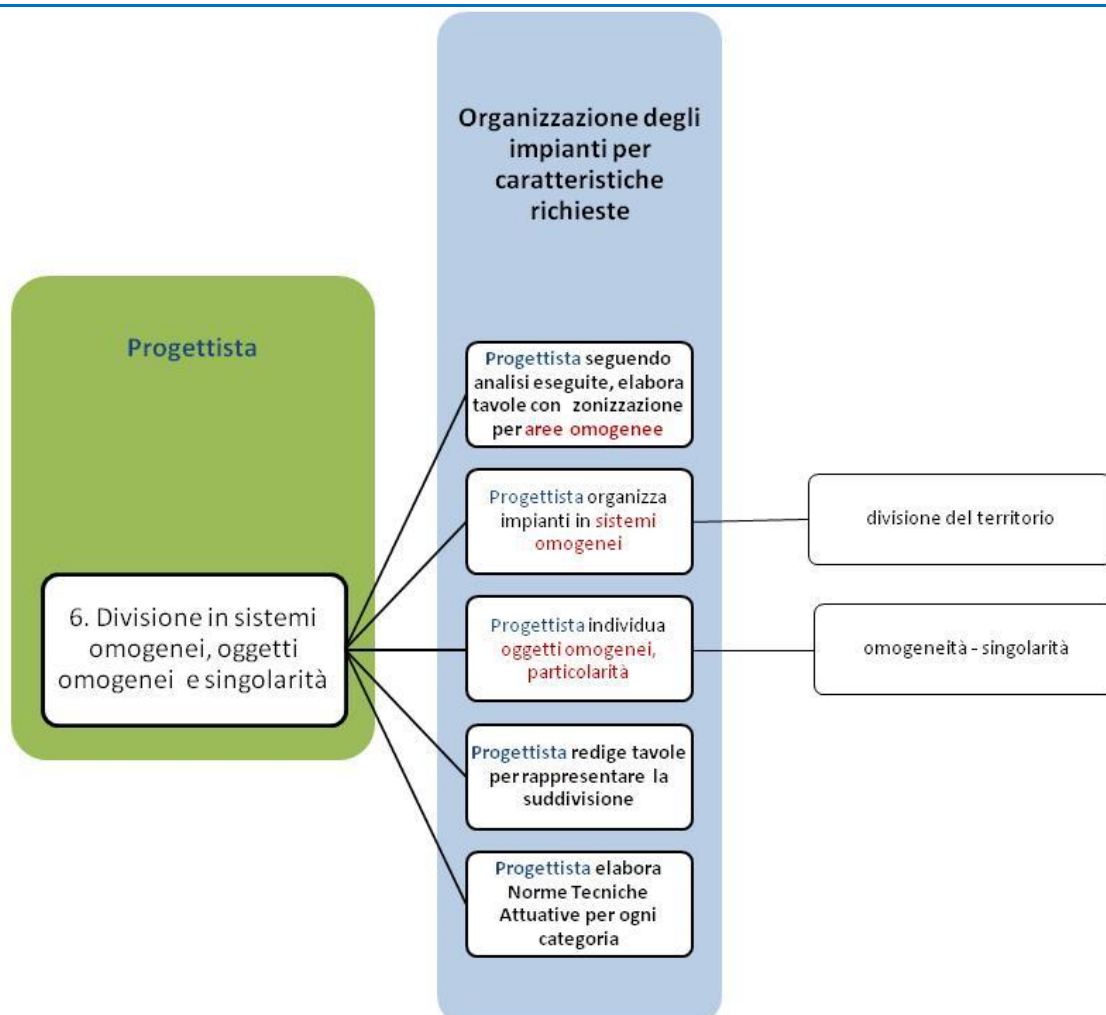 Organizzazione degli
impianti per
caratteristiche
richieste
Progettista
6. Divisione in sistemi
omogenei, oggetti
omogenei e singolarità
Progettista seguendo
analisi eseguite, elabora
tavole con zonizzazione
per aree omogenee
Progettista organizza
impianti in sistemi
omogenei
divisione del territorio
Progettista individua
oggetti omogenei,
particolarità
omogeneità - singolarità
Progettista redige tavole
per rappresentare la
suddivisione
Progettista elabora
Norme Tecniche
Attuative per ogni
categoria